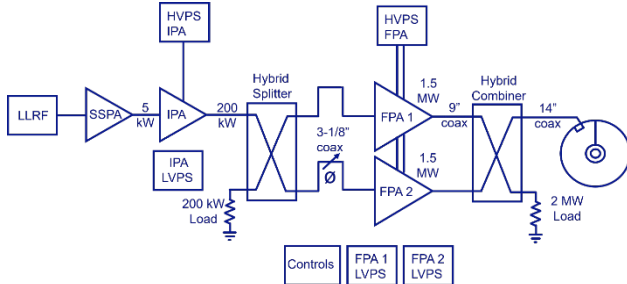 HVPS
IPA
HVPS
FPA
LLRF
SSPA
5
kW
IPA
200
kW
Hybrid
Splitter
3-1/8"
coax
Ø
FPA 1
1.5
MW
9"
coax
Hybrid
Combiner
14"
coax
IPA
LVPS
200 kW
Load
FPA 2
1.5
MW
2 MW
Load
Controls
FPA 1
LVPS
FPA 2
LVPS